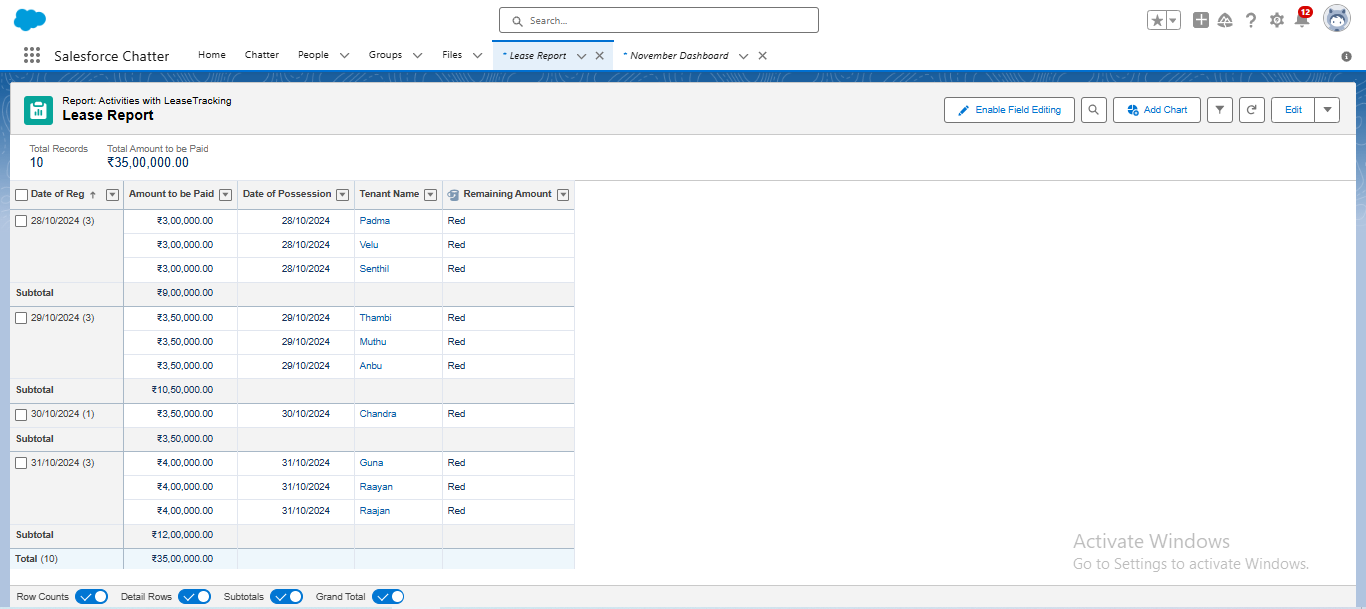 Search...
12
Salesforce Chatter Home Chatter People Groups Files * Lease Report * November Dashboard
Report: Activities with LeaseTracking
Lease Report
Enable Field Editing Add Chart Edit
Total Records Total Amount to be Paid
10 ₹35,00,000.00
Date of Reg ↑ Amount to be Paid Date of Possession Tenant Name Remaining Amount
28/10/2024 (3) ₹3,00,000.00 28/10/2024 Padma Red
₹3,00,000.00 28/10/2024 Velu Red
₹3,00,000.00 28/10/2024 Senthil Red
Subtotal ₹9,00,000.00
29/10/2024 (3) ₹3,50,000.00 29/10/2024 Thambi Red
₹3,50,000.00 29/10/2024 Muthu Red
₹3,50,000.00 29/10/2024 Anbu Red
Subtotal ₹10,50,000.00
30/10/2024 (1) ₹3,50,000.00 30/10/2024 Chandra Red
Subtotal ₹3,50,000.00
31/10/2024 (3) ₹4,00,000.00 31/10/2024 Guna Red
₹4,00,000.00 31/10/2024 Raayan Red
₹4,00,000.00 31/10/2024 Raajan Red
Subtotal ₹12,00,000.00
Total (10) ₹35,00,000.00
Activate Windows
Go to Settings to activate Windows.
Row Counts Detail Rows Subtotals Grand Total